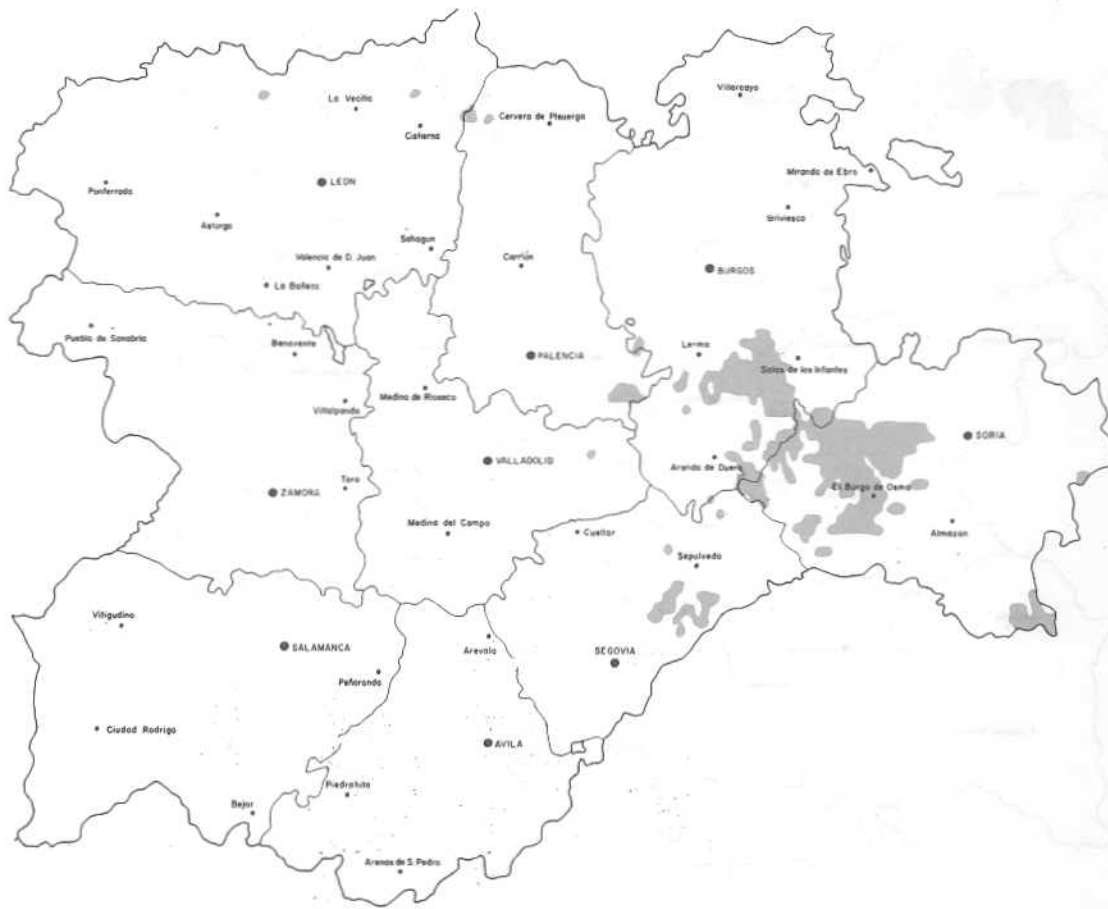 Villarcayo
La Vecilla
Cistierna
Cervera de Pisuerga
Miranda de Ebro
Ponferrada
LEON
Briviesca
Astorga
Sahagun
Valencia de D. Juan
Carrión
BURGOS
La Bañeza
Puebla de Sanabria
Benavente
PALENCIA
Lerma
Salas de los Infantes
Medina de Rioseco
Villalpando
SORIA
VALLADOLID
Aranda de Duero
Toro
ZAMORA
El Burgo de Osma
Medina del Campo
Cuellar
Almazan
Sepulveda
Vitigudino
SALAMANCA
Arevalo
SEGOVIA
Peñaranda
Ciudad Rodrigo
AVILA
Piedrahita
Bejar
Arenas de S. Pedro